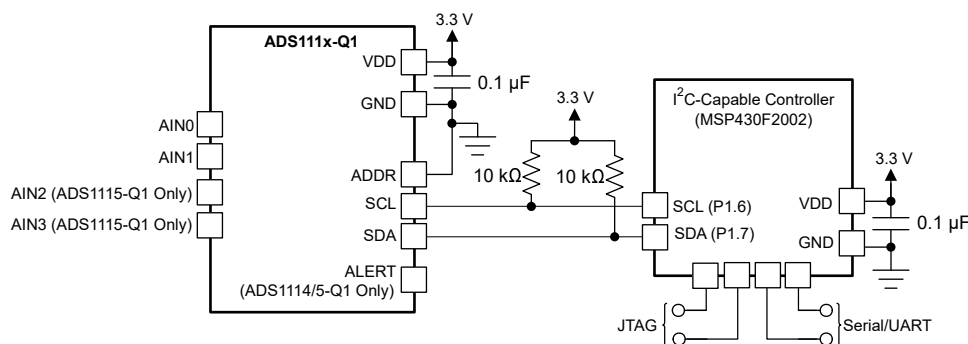 3.3 V
ADS111x-Q1
VDD
0.1 µF
GND
3.3 V
I²C-Capable Controller
(MSP430F2002)
AIN0
AIN1
3.3 V
ADDR
10 kΩ
10 kΩ
AIN2 (ADS1115-Q1 Only)
SCL
SCL (P1.6)
VDD
0.1 µF
AIN3 (ADS1115-Q1 Only)
SDA
SDA (P1.7)
GND
ALERT
(ADS1114/5-Q1 Only)
JTAG
Serial/UART